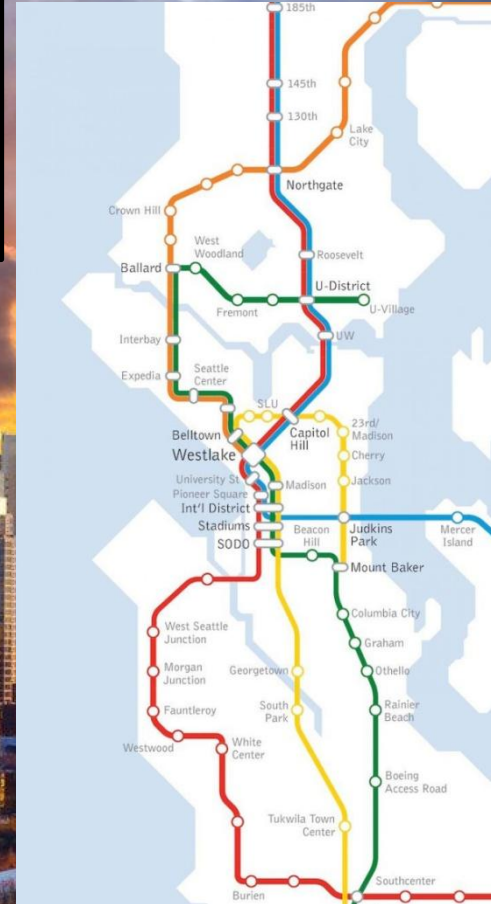 185th
145th
130th
Lake
City
Northgate
Crown Hill
West
Woodland
Roosevelt
Ballard
U-District
U-Village
Fremont
UW
Interbay
Expedia
Seattle
Center
SLU
23rd/
Madison
Capitol
Hill
Belltown
Westlake
Cherry
Jackson
University St
Madison
Pioneer Square
Int'l District
Stadiums
SODO
Beacon
Hill
Judkins
Park
Mercer
Island
Mount Baker
Columbia City
West Seattle
Junction
Graham
Morgan
Junction
Georgetown
Othello
Fauntleroy
South
Park
Rainier
Beach
Westwood
White
Center
Boeing
Access Road
Tukwila Town
Center
Southcenter
Burien